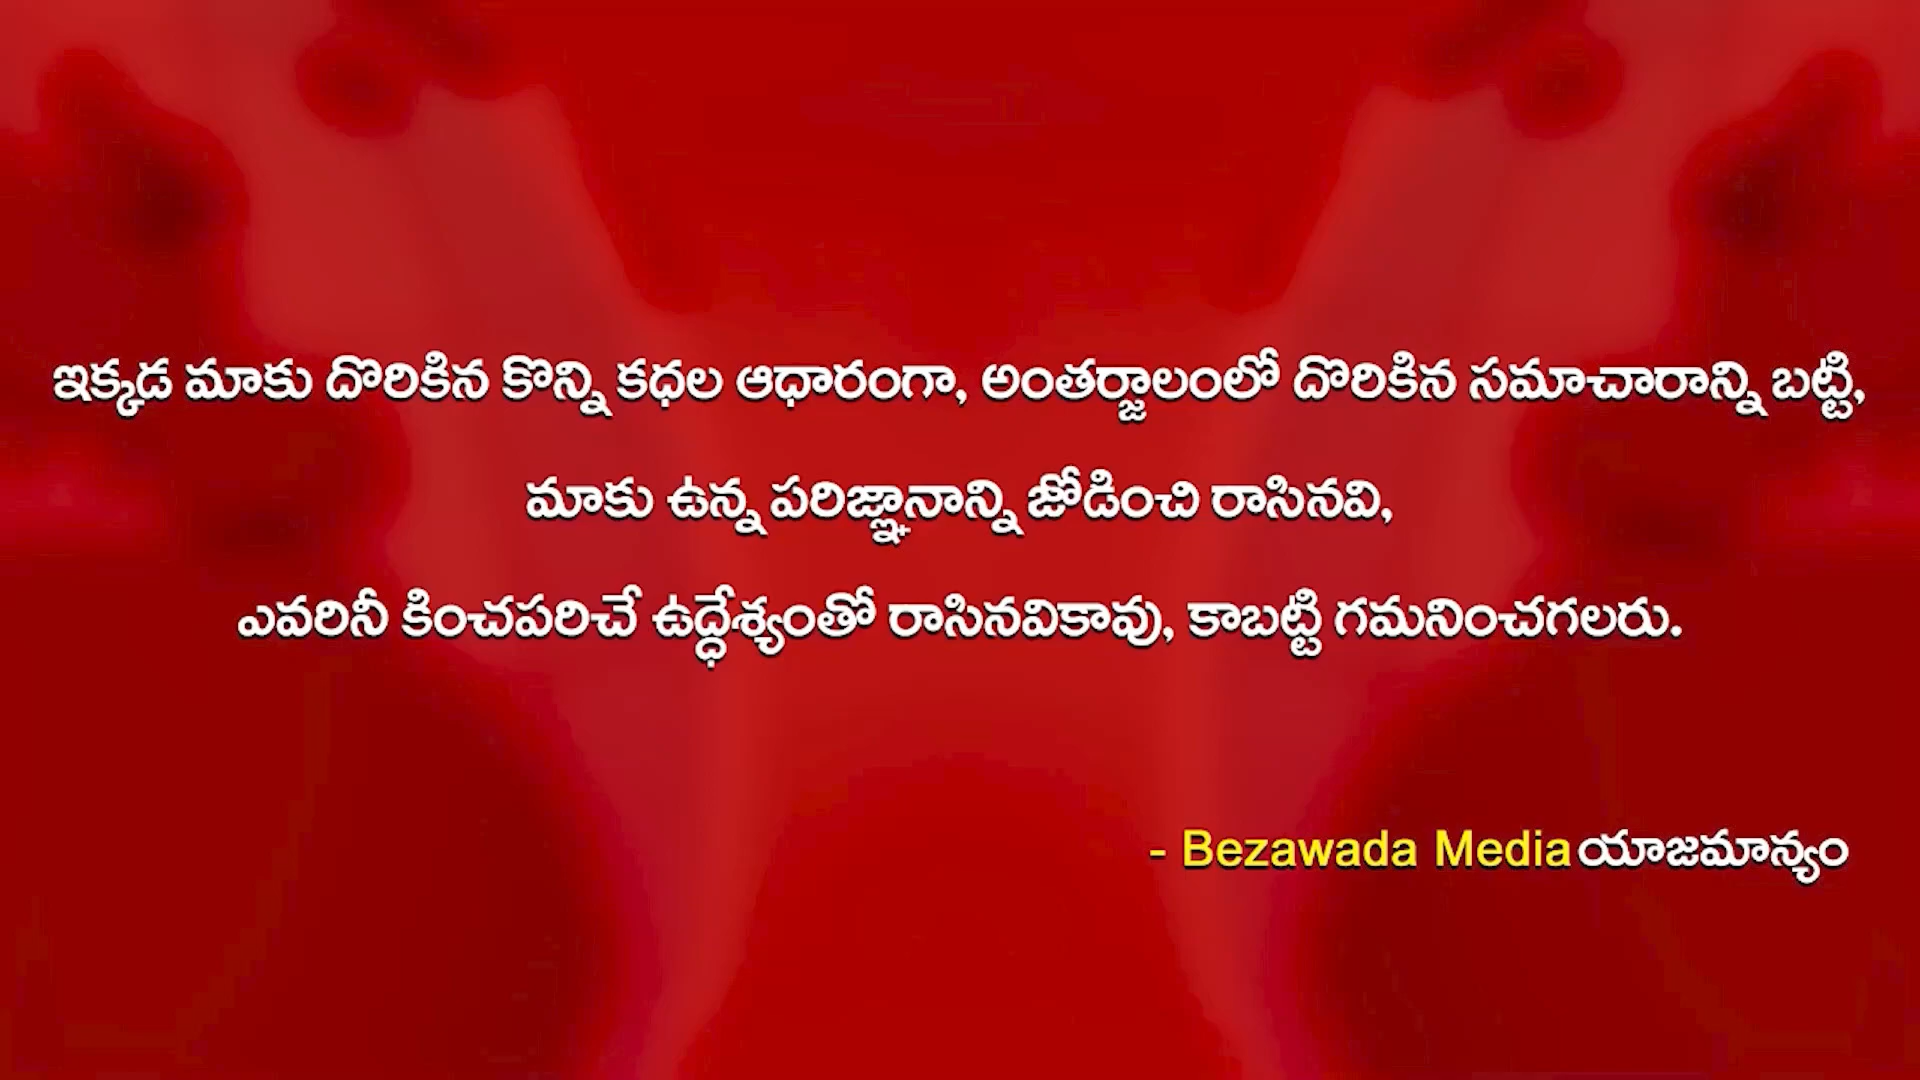 ఇక్కడ మాకు దొరికిన కొన్ని కధల ఆధారంగా, అంతర్జాలంలో దొరికిన సమాచారాన్ని బట్టి,
మాకు ఉన్న పరిజ్ఞానాన్ని జోడించి రాసినవి,
ఎవరినీ కించపరిచే ఉద్ధేశ్యంతో రాసినవికావు, కాబట్టి గమనించగలరు.
- Bezawada Media యాజమాన్యం